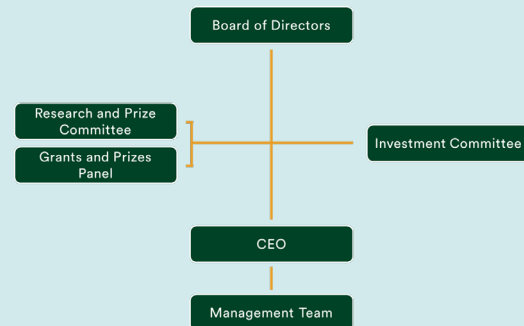 Board of Directors
Research and Prize
Committee
Grants and Prizes
Panel
Investment Committee
CEO
Management Team